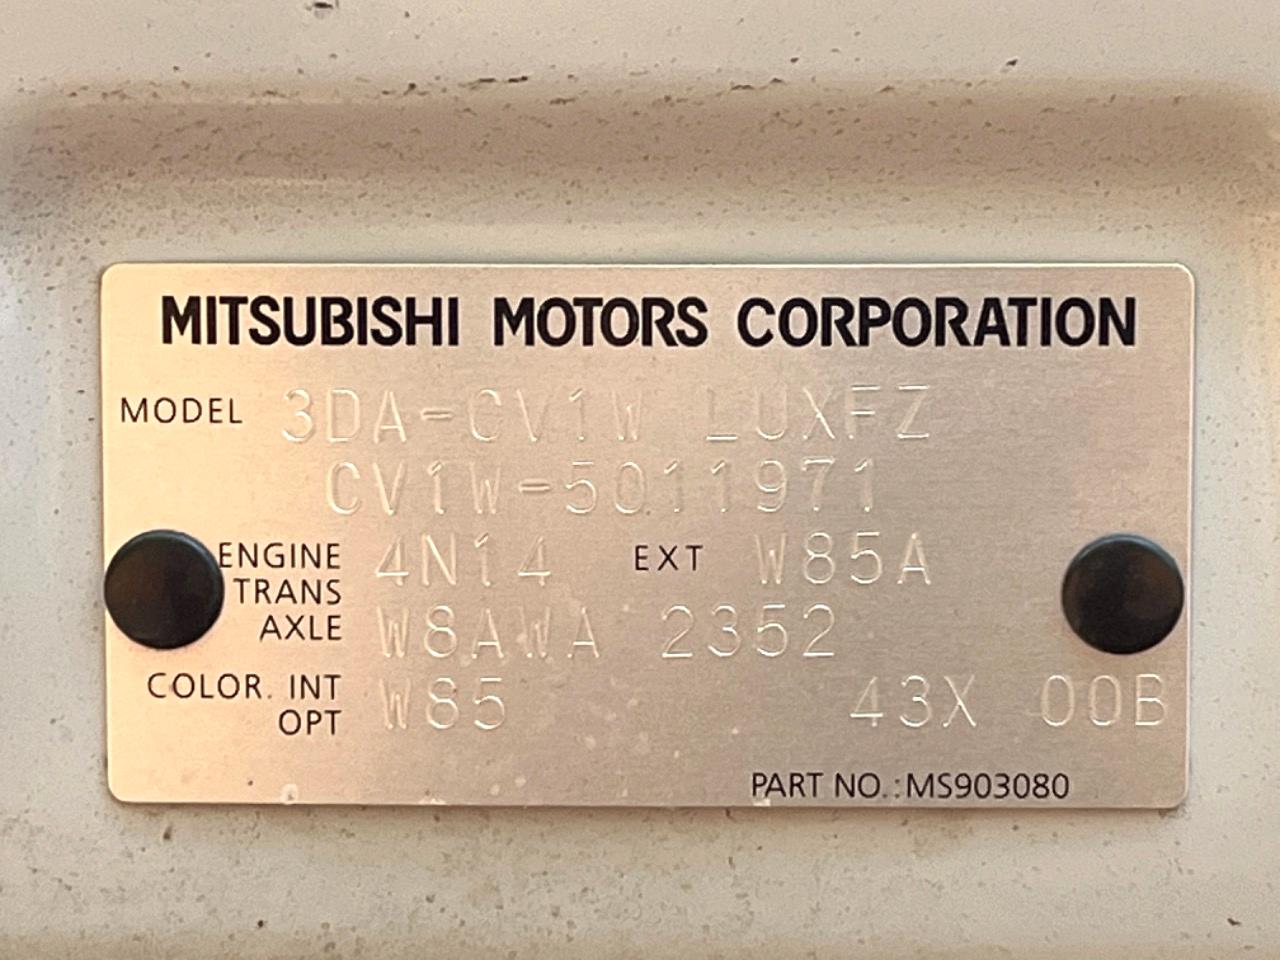 MITSUBISHI MOTORS CORPORATION
MODEL 3DA-CV1W LUXFZ
CV1W-5011971
ENGINE 4N14 EXT W85A
TRANS
AXLE W8AWA 2352
COLOR. INT
OPT W85 43X 00B
PART NO.:MS903080